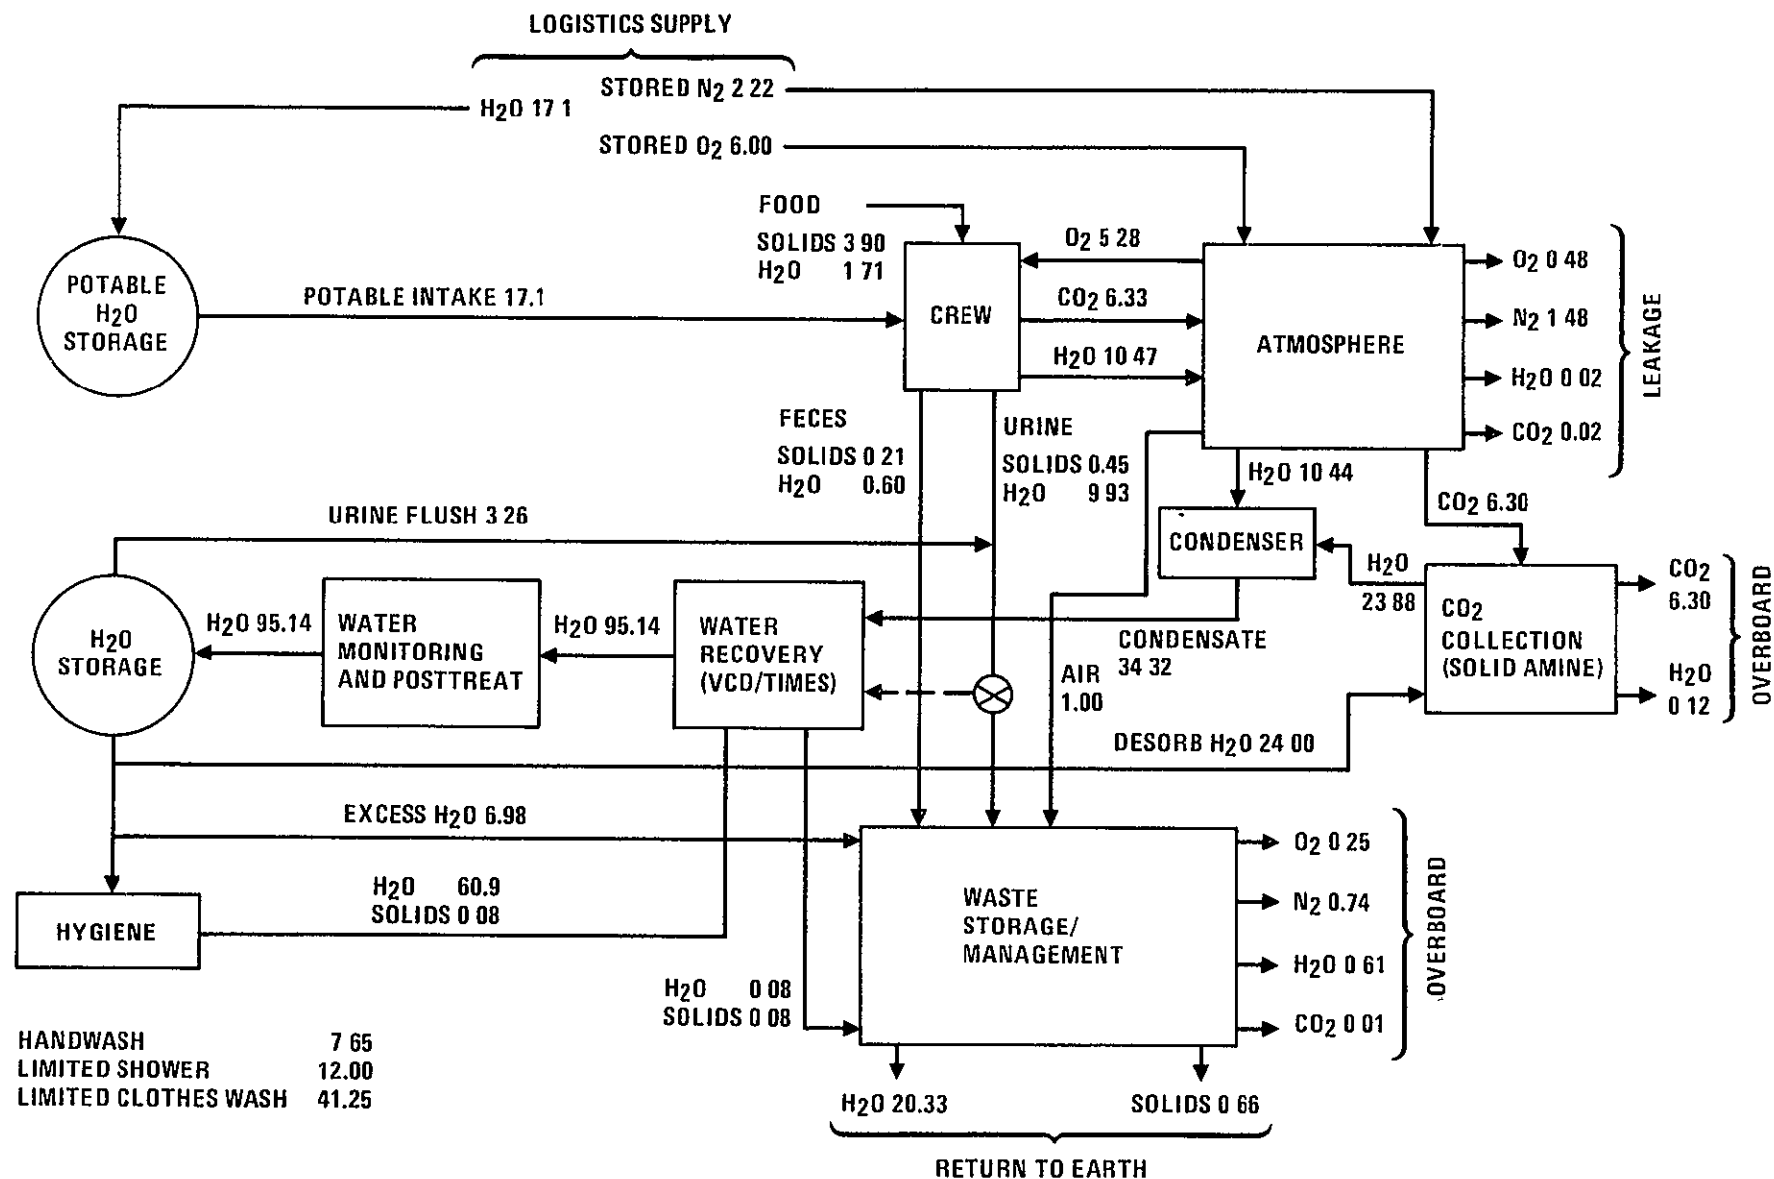 LOGISTICS SUPPLY
STORED N2 2 22
H2O 17 1
STORED O2 6.00
FOOD
SOLIDS 3 90
H2O 1 71
POTABLE
H2O
STORAGE
POTABLE INTAKE 17.1
CREW
O2 5 28
CO2 6.33
H2O 10 47
ATMOSPHERE
O2 0 48
N2 1 48
H2O 0 02
CO2 0.02
LEAKAGE
FECES
SOLIDS 0 21
H2O 0.60
URINE
SOLIDS 0.45
H2O 9 93
H2O 10 44
CO2 6.30
URINE FLUSH 3 26
CONDENSER
H2O
23 88
CO2
COLLECTION
(SOLID AMINE)
CO2
6.30
H2O
0 12
OVERBOARD
H2O
STORAGE
H2O 95.14
WATER
MONITORING
AND POSTTREAT
H2O 95.14
WATER
RECOVERY
(VCD/TIMES)
CONDENSATE
34 32
AIR
1.00
DESORB H2O 24 00
EXCESS H2O 6.98
HYGIENE
H2O 60.9
SOLIDS 0 08
H2O 0 08
SOLIDS 0 08
WASTE
STORAGE/
MANAGEMENT
O2 0 25
N2 0.74
H2O 0 61
CO2 0 01
OVERBOARD
HANDWASH 7 65
LIMITED SHOWER 12.00
LIMITED CLOTHES WASH 41.25
H2O 20.33
SOLIDS 0 66
RETURN TO EARTH